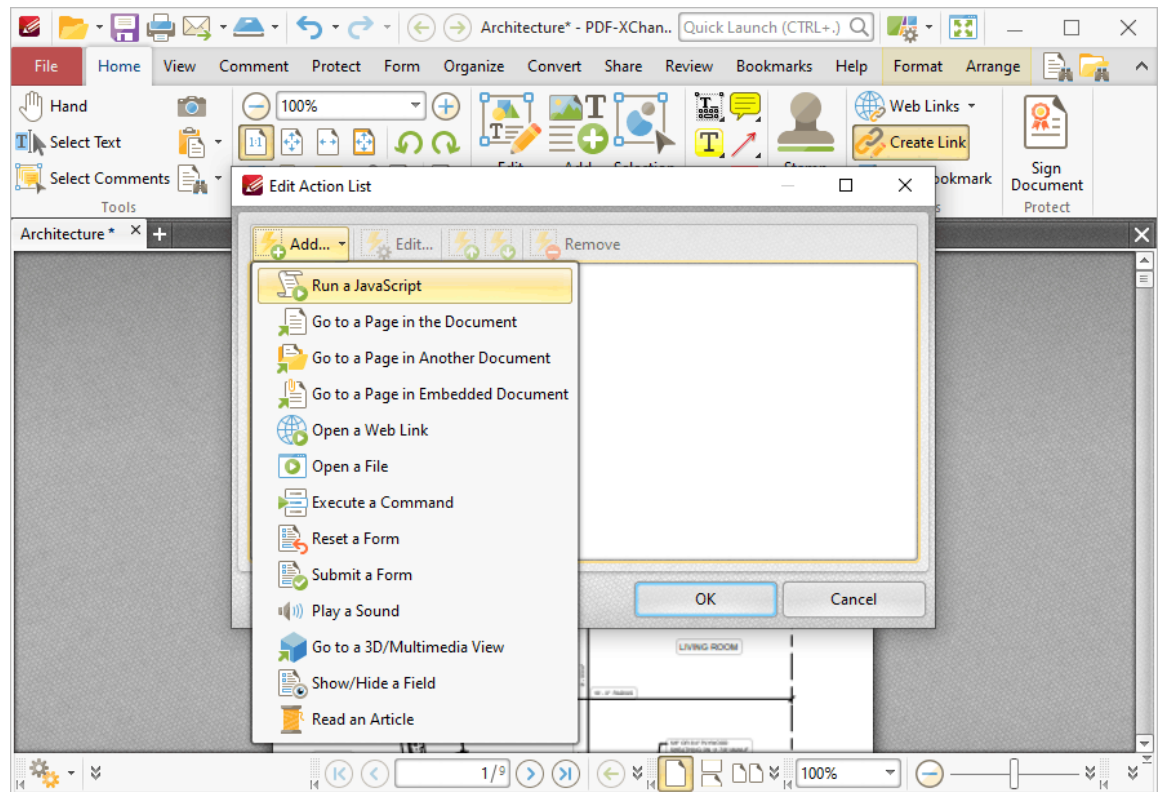 Architecture* - PDF-XChan.. Quick Launch (CTRL+.)
File Home View Comment Protect Form Organize Convert Share Review Bookmarks Help Format Arrange
Hand 100% Web Links
Select Text 1:1 T Create Link
Select Comments
Sign
Document
Tools Protect
Edit Action List
Architecture *
Add... Edit... Remove
Run a JavaScript
Go to a Page in the Document
Go to a Page in Another Document
Go to a Page in Embedded Document
Open a Web Link
Open a File
Execute a Command
Reset a Form
Submit a Form
Play a Sound
Go to a 3D/Multimedia View
Show/Hide a Field
Read an Article
OK Cancel
LIVING ROOM
1/9 100%